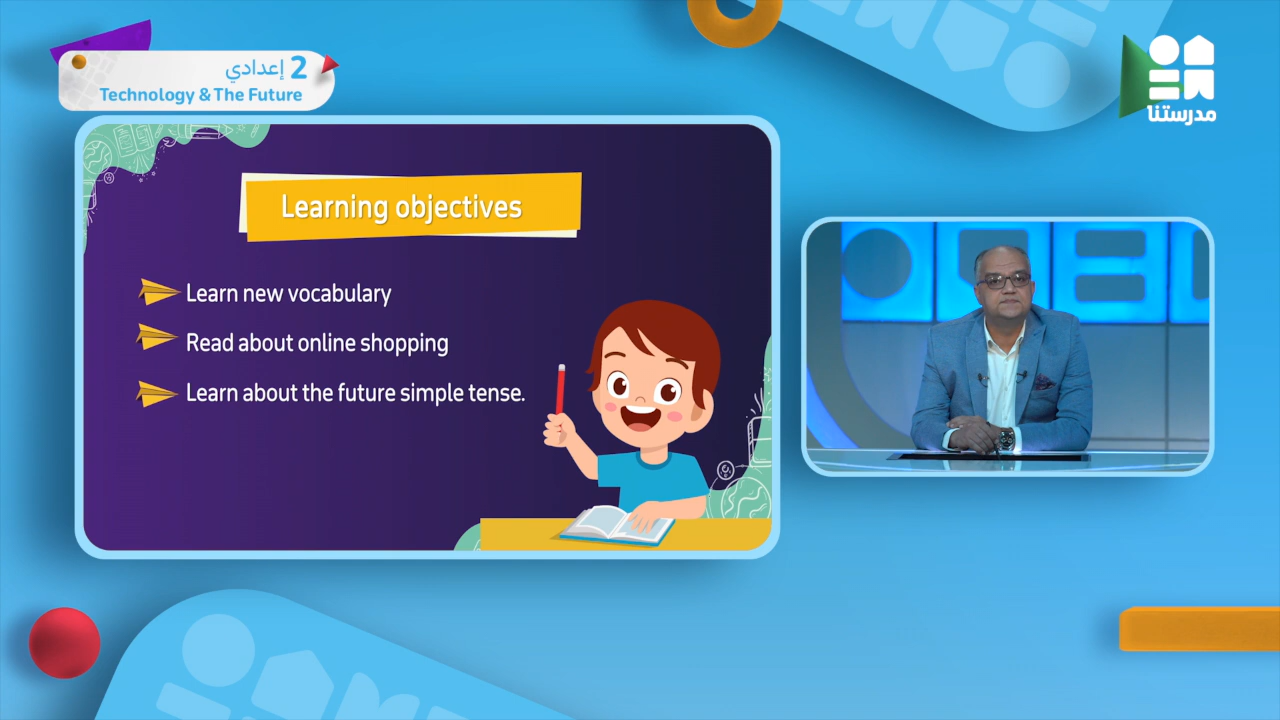 2 إعدادي
Technology & The Future
مدرستنا
Learning objectives
Learn new vocabulary
Read about online shopping
Learn about the future simple tense.